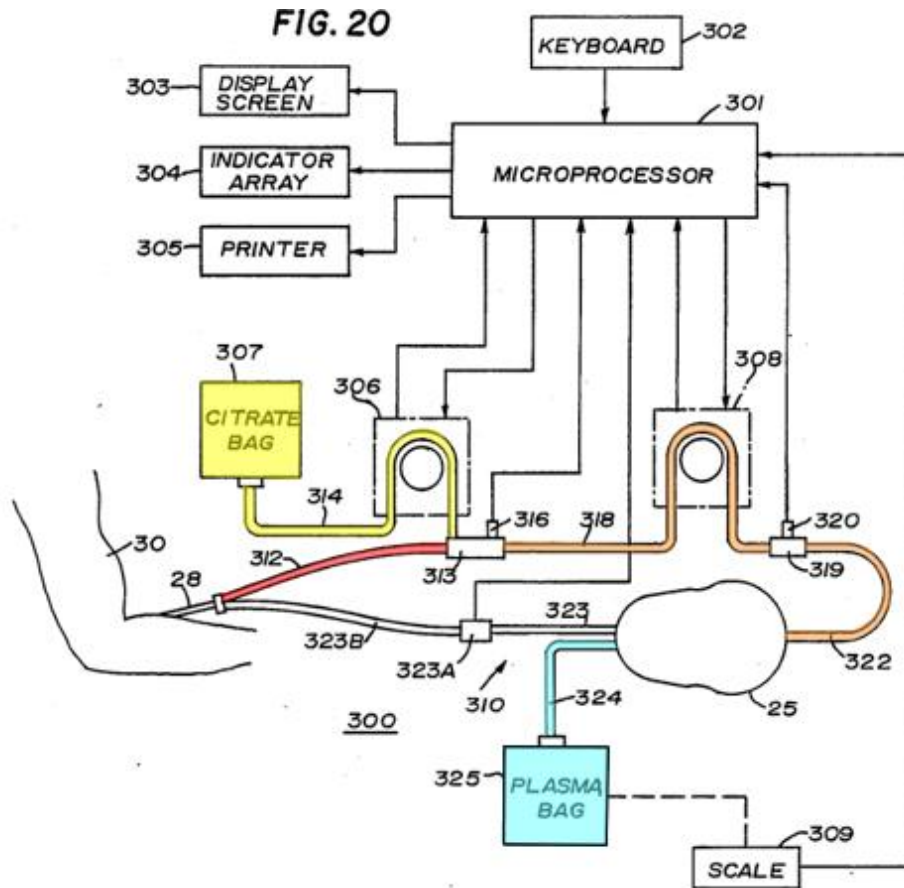 FIG. 20
302
KEYBOARD
303
DISPLAY
SCREEN
301
304
INDICATOR
ARRAY
MICROPROCESSOR
305
PRINTER
307
306
308
CITRATE
BAG
314
316
318
320
30
312
313
319
28
323
323B
323A
322
310
324
25
300
325
PLASMA
BAG
309
SCALE